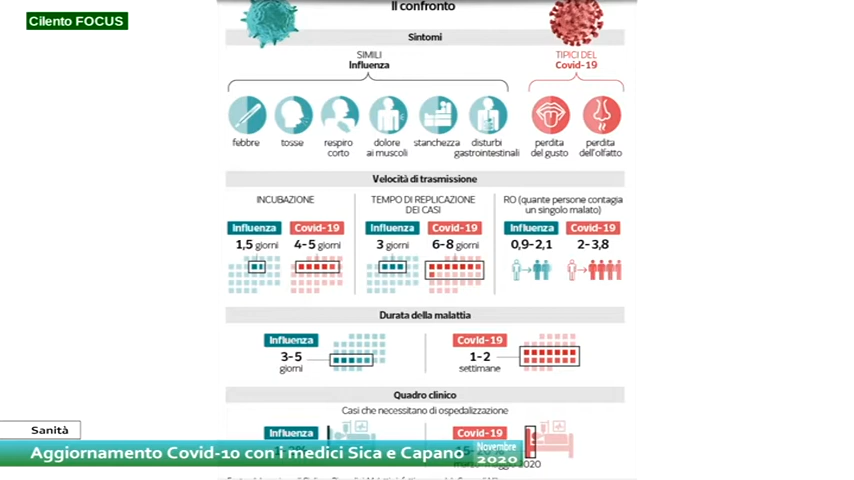 Il confronto
Cilento FOCUS
Sintomi
SIMILI
Influenza
TIPICI DEL
Covid-19
febbre
tosse
respiro
corto
dolore
ai muscoli
stanchezza
disturbi
gastrointestinali
perdita
del gusto
perdita
dell'olfatto
Velocità di trasmissione
INCUBAZIONE
Influenza
Covid-19
1,5 giorni
4-5 giorni
TEMPO DI REPLICAZIONE
DEI CASI
Influenza
Covid-19
3 giorni
6-8 giorni
RO (quante persone contagia
un singolo malato)
Influenza
Covid-19
0,9-2,1
2-3,8
Durata della malattia
Influenza
3-5
giorni
Covid-19
1-2
settimane
Quadro clinico
Casi che necessitano di ospedalizzazione
Influenza
Covid-19
2020
Sanità
Aggiornamento Covid-10 con i medici Sica e Capano
Novembre
2020